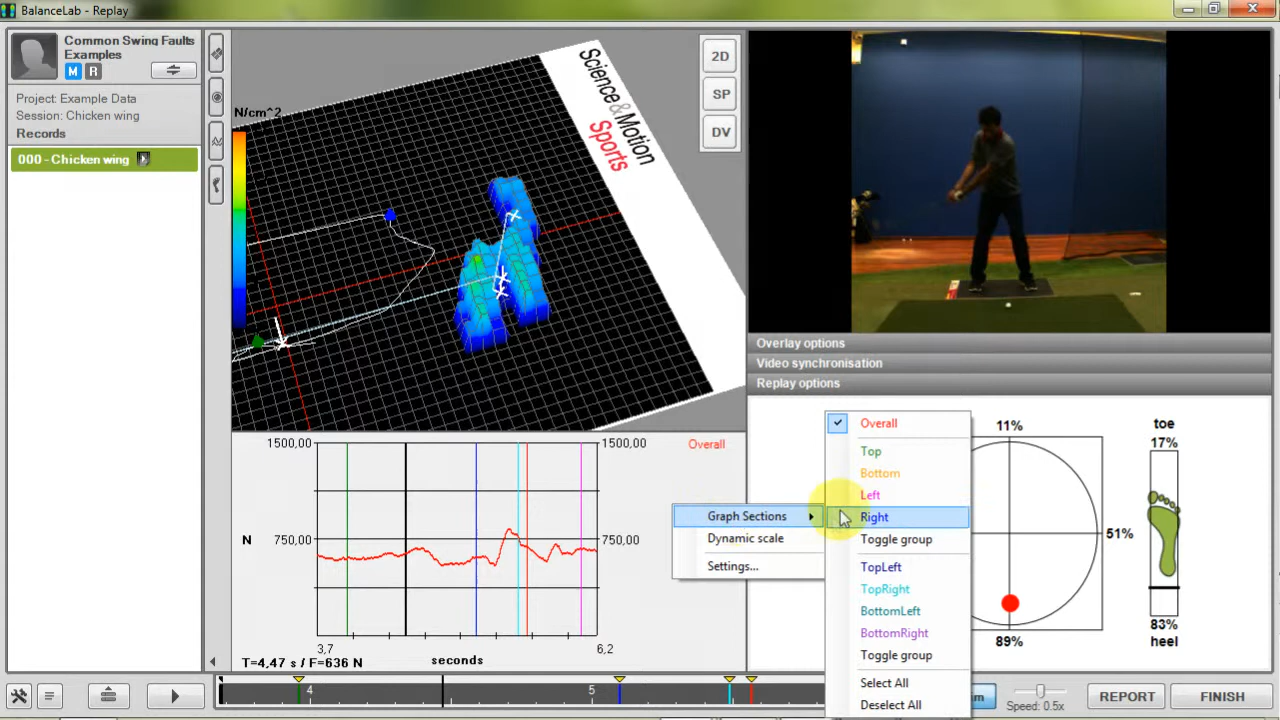 BalanceLab - Replay
Common Swing Faults
Examples
M R
Project: Example Data
Session: Chicken wing
Records
000 - Chicken wing
N/cm^2
Science&Motion
Sports
2D
SP
DV
Overlay options
Video synchronisation
Replay options
1500,00
1500,00
Overall
N
750,00
750,00
3,7
6,2
seconds
T=4,47 s / F=636 N
Graph Sections
Dynamic scale
Settings...
Overall
Top
Bottom
Left
Right
Toggle group
TopLeft
TopRight
BottomLeft
BottomRight
Toggle group
Select All
Deselect All
11%
51%
89%
toe
17%
83%
heel
4
5
Speed: 0.5x
REPORT
FINISH